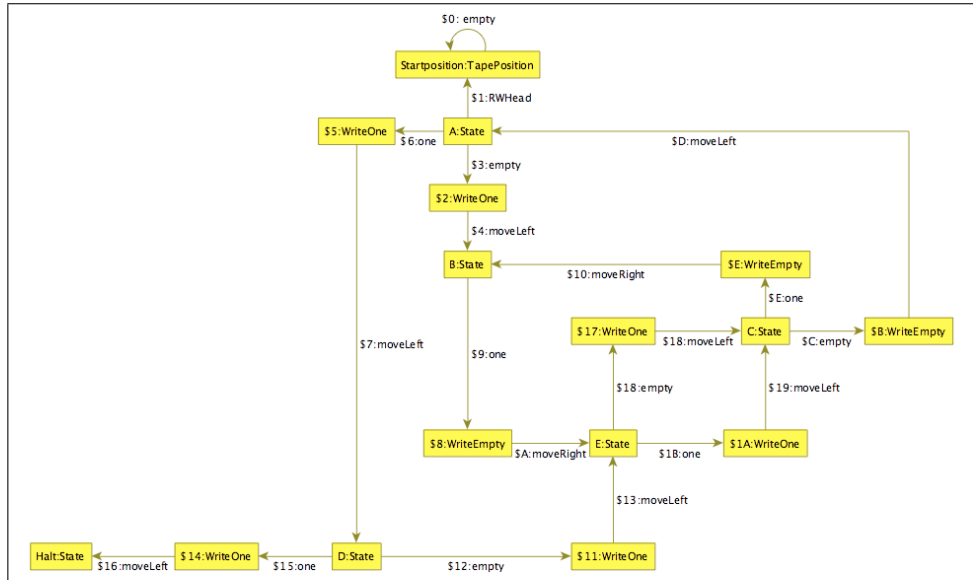 $0: empty
Startposition:TapePosition
$1:RWHead
$5:WriteOne
$6:one
A:State
$D:moveLeft
$3:empty
$2:WriteOne
$4:moveLeft
B:State
$10:moveRight
$E:WriteEmpty
$E:one
$7:moveLeft
$9:one
$17:WriteOne
$18:moveLeft
C:State
$C:empty
$B:WriteEmpty
$18:empty
$19:moveLeft
$8:WriteEmpty
$A:moveRight
E:State
$1B:one
$1A:WriteOne
$13:moveLeft
Halt:State
$16:moveLeft
$14:WriteOne
$15:one
D:State
$12:empty
$11:WriteOne